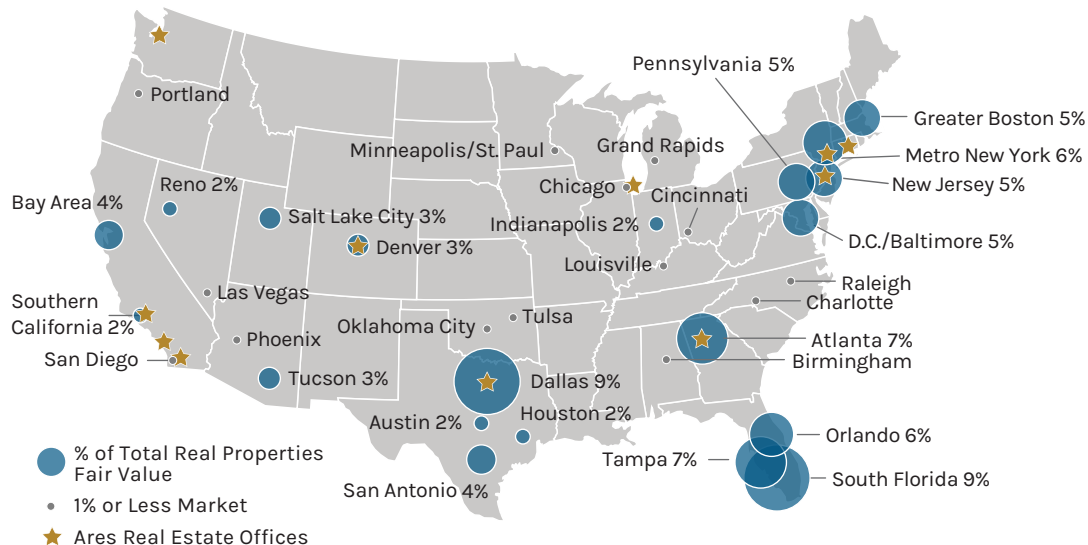 Pennsylvania 5%
Portland
Greater Boston 5%
Minneapolis/St. Paul
Grand Rapids
Metro New York 6%
Reno 2%
Chicago
New Jersey 5%
Cincinnati
Bay Area 4%
Salt Lake City 3%
Indianapolis 2%
Denver 3%
D.C./Baltimore 5%
Louisville
Raleigh
Las Vegas
Charlotte
Southern
California 2%
Tulsa
Oklahoma City
Phoenix
Atlanta 7%
San Diego
Birmingham
Tucson 3%
Dallas 9%
Houston 2%
Austin 2%
Orlando 6%
% of Total Real Properties
Fair Value
Tampa 7%
South Florida 9%
San Antonio 4%
1% or Less Market
Ares Real Estate Offices